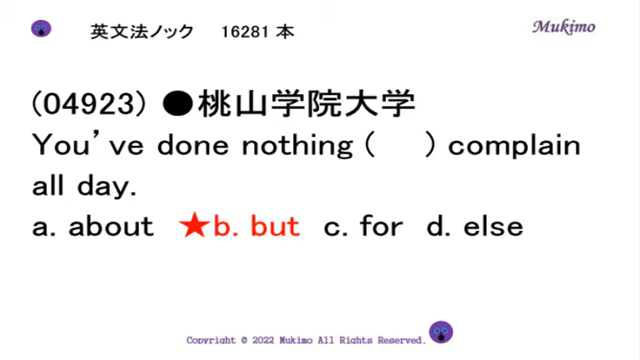 英文法ノック 16281 本 Mukimo
(04923) ●桃山学院大学
You've done nothing ( ) complain
all day.
a. about ★b. but c. for d. else
Copyright © 2022 Mukimo All Rights Reserved.